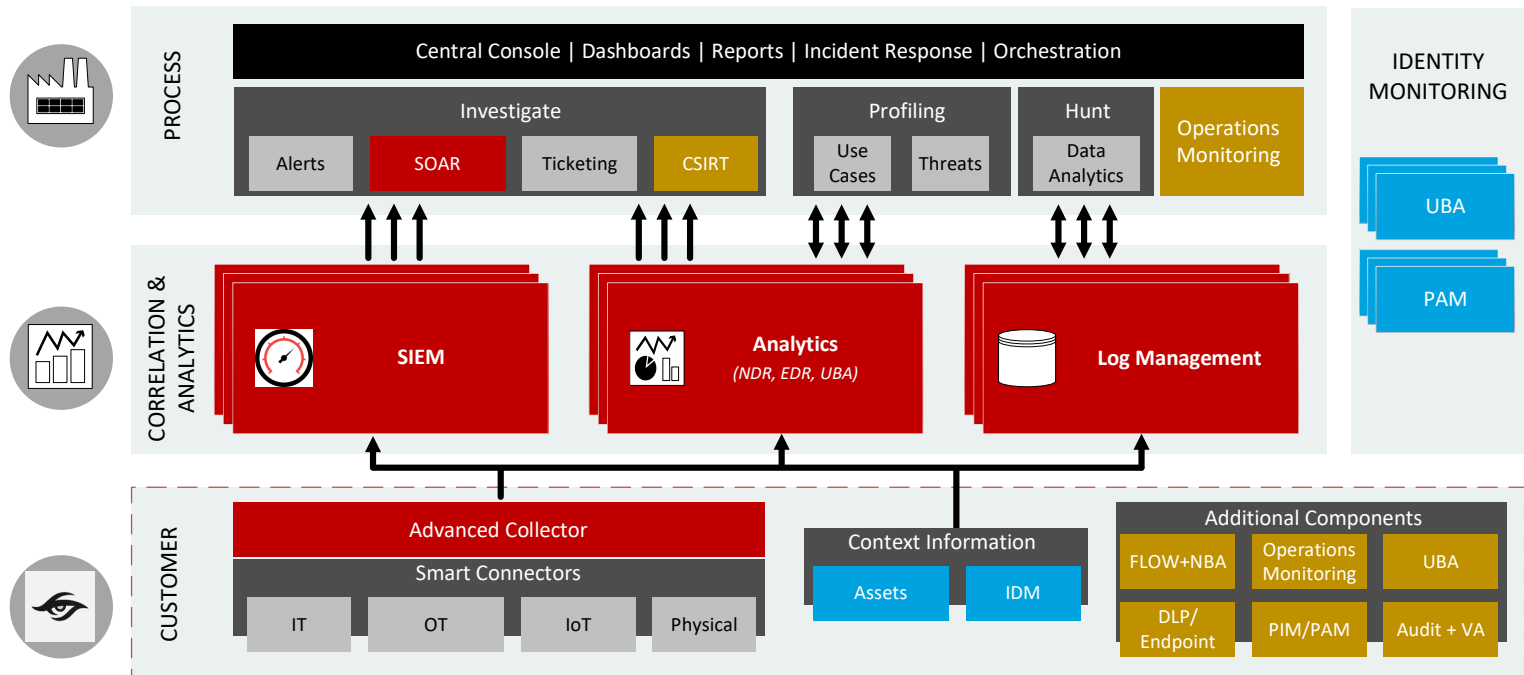 PROCESS
Central Console | Dashboards | Reports | Incident Response | Orchestration
Investigate
Alerts
SOAR
Ticketing
CSIRT
Profiling
Use
Cases
Threats
Hunt
Data
Analytics
Operations
Monitoring
IDENTITY
MONITORING
UBA
PAM
CORRELATION &
ANALYTICS
SIEM
Analytics
(NDR, EDR, UBA)
Log Management
CUSTOMER
Advanced Collector
Smart Connectors
IT
OT
IoT
Physical
Context Information
Assets
IDM
Additional Components
FLOW+NBA
Operations
Monitoring
UBA
DLP/
Endpoint
PIM/PAM
Audit + VA